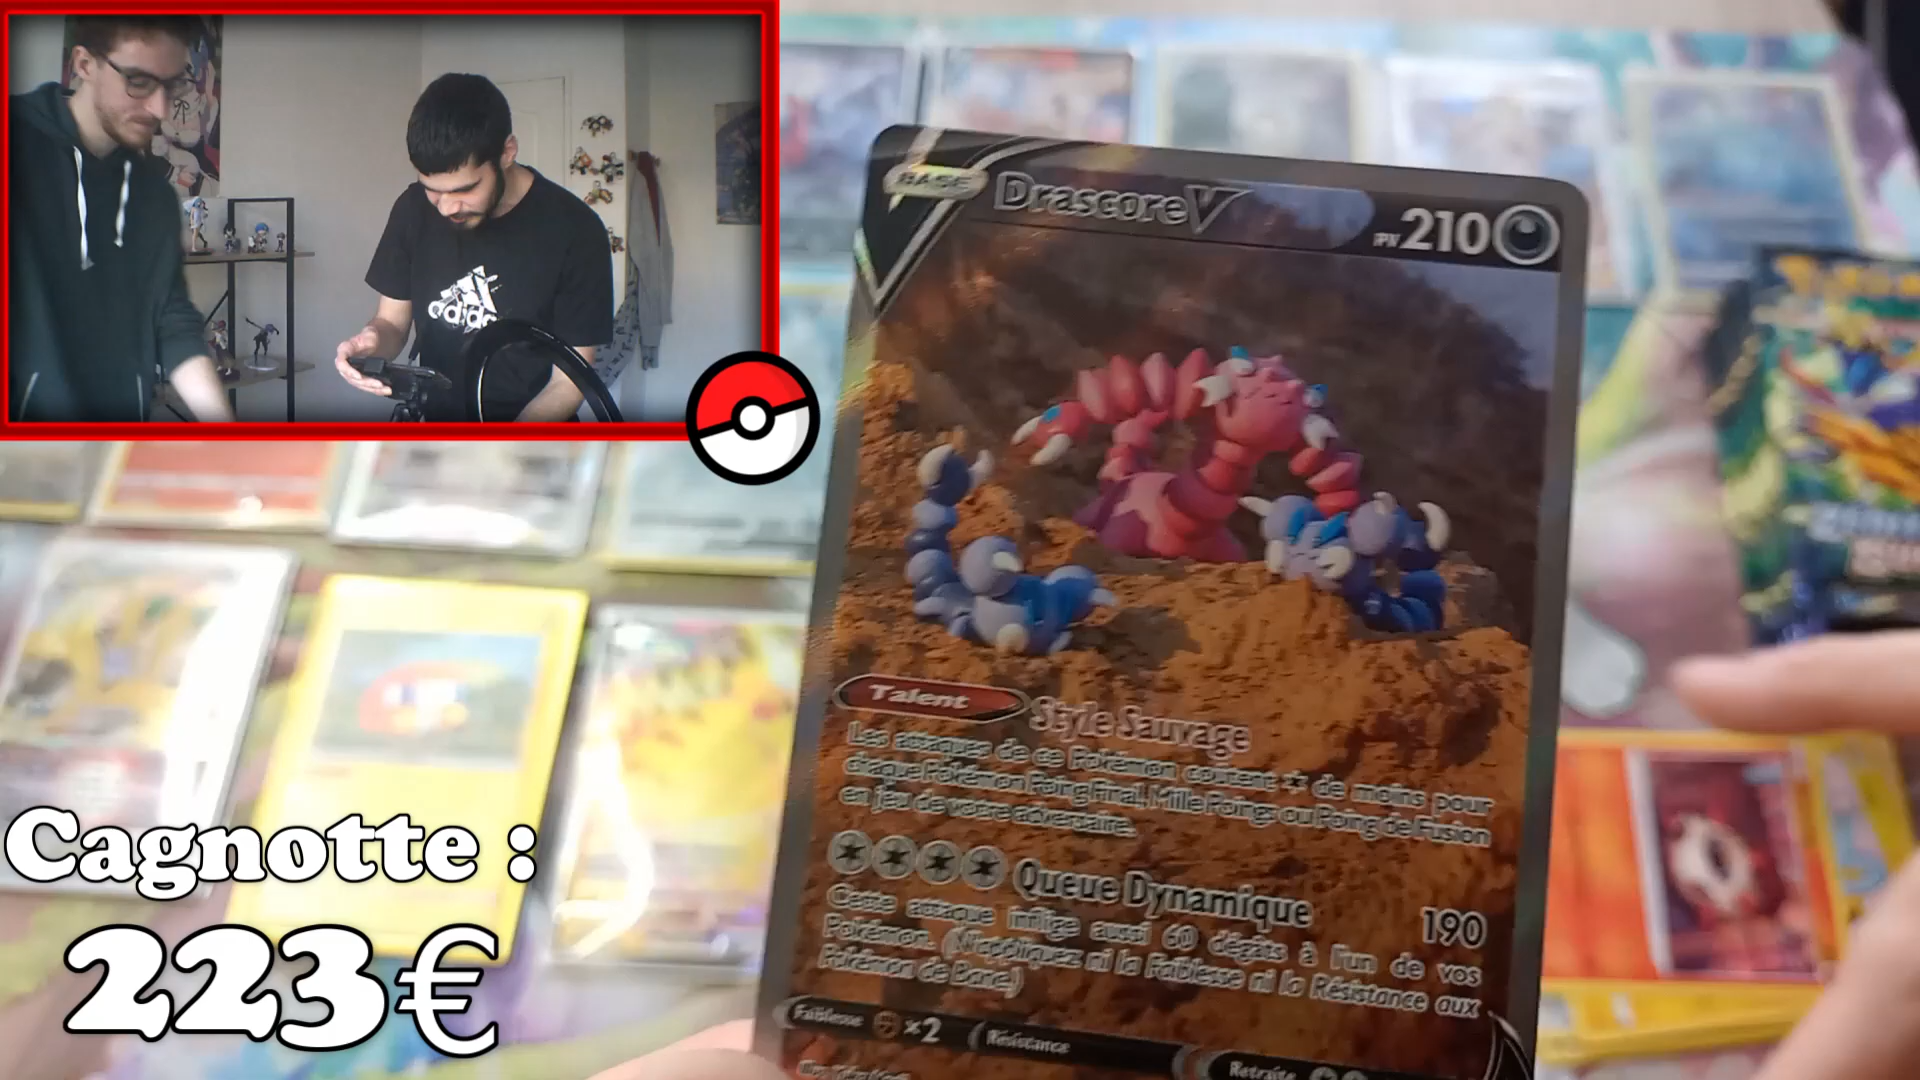 adidas
BASE
Drascore V
PV 210
Talent
Style Sauvage
Les attaques de ce Pokémon coûtent ★ de moins pour
chaque Pokémon Poing Final, Mille Poings ou Poing de Fusion
en jeu de votre adversaire.
Queue Dynamique 190
Cette attaque inflige aussi 60 dégâts à l'un de vos
Pokémon. (N'appliquez ni la Faiblesse ni la Résistance aux
Pokémon de Banc.)
Faiblesse ×2 Résistance
Retraite
Cagnotte :
223€